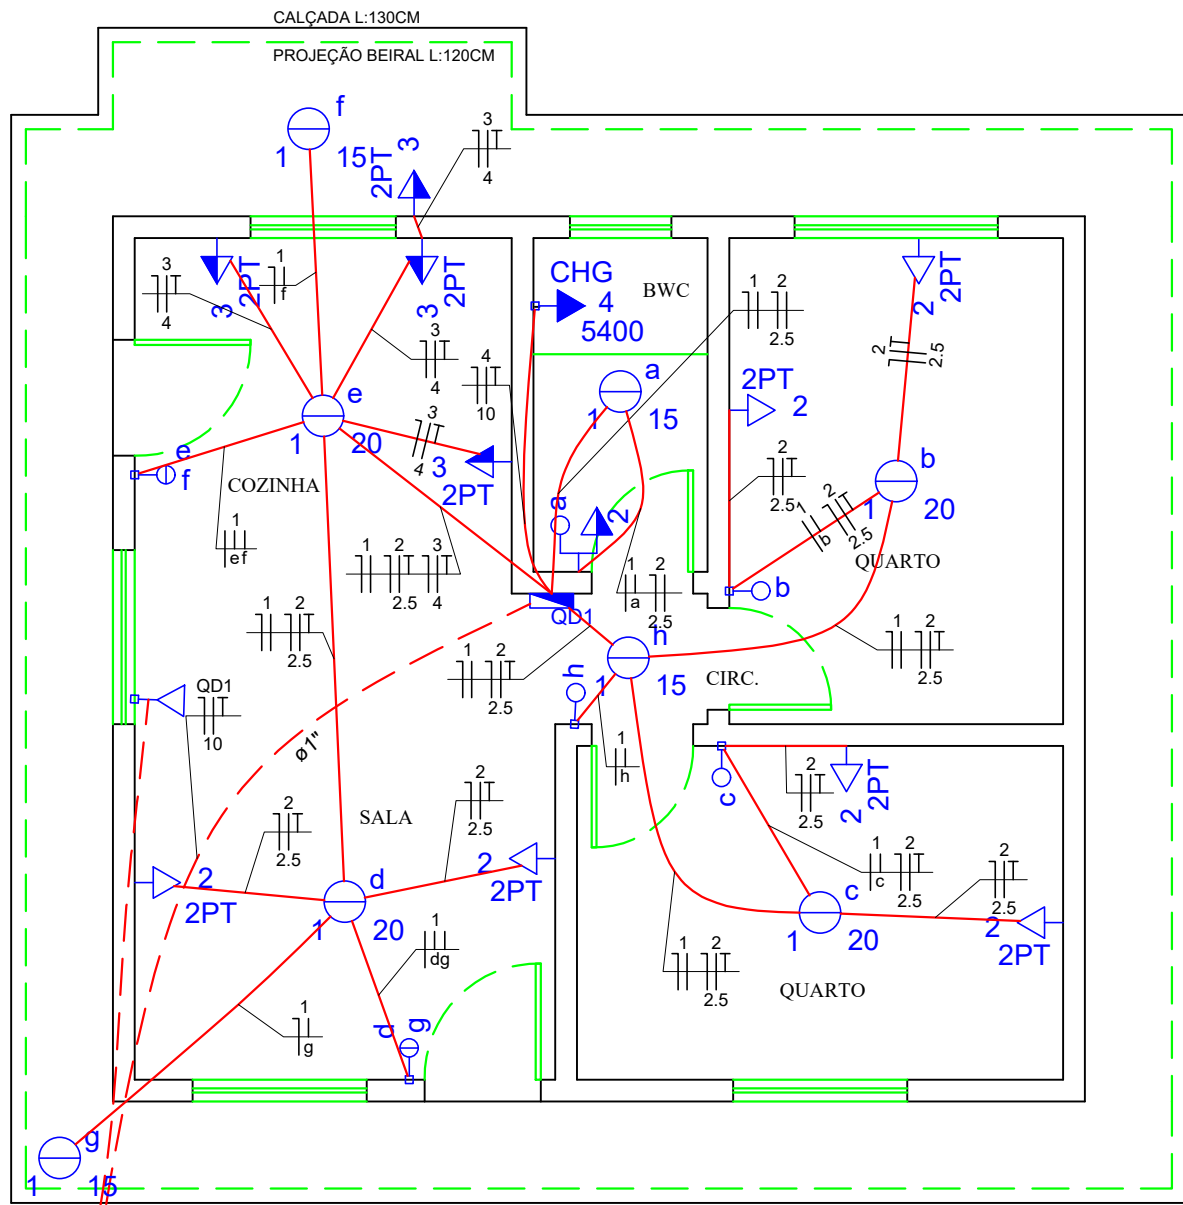 CALÇADA L:130CM
PROJEÇÃO BEIRAL L:120CM
f
1
15
2PT
3
3
4
3
4
3
2PT
1
f
3
2PT
3
4
CHG
4
5400
BWC
1 2
2.5
2
2PT
2
2.5
4
10
e
1
20
3
4
3
2PT
a
1
15
2PT
2
2
2.5
b
1
20
e
f
COZINHA
1
ef
a
2
1
b
2
2.5
QUARTO
1 2 3
2.5 4
1 2
a 2.5
b
QD1
h
1
15
1 2
2.5
1 2
2.5
CIRC.
1 2
2.5
h
QD1
10
ø1"
1
h
c
2
2.5
2
2PT
2
2.5
SALA
2
2.5
1 2
c 2.5
2
2.5
2
2PT
d
1
20
2
2PT
c
1
20
2
2PT
1
dg
1 2
2.5
QUARTO
1
g
d
g
g
1
15